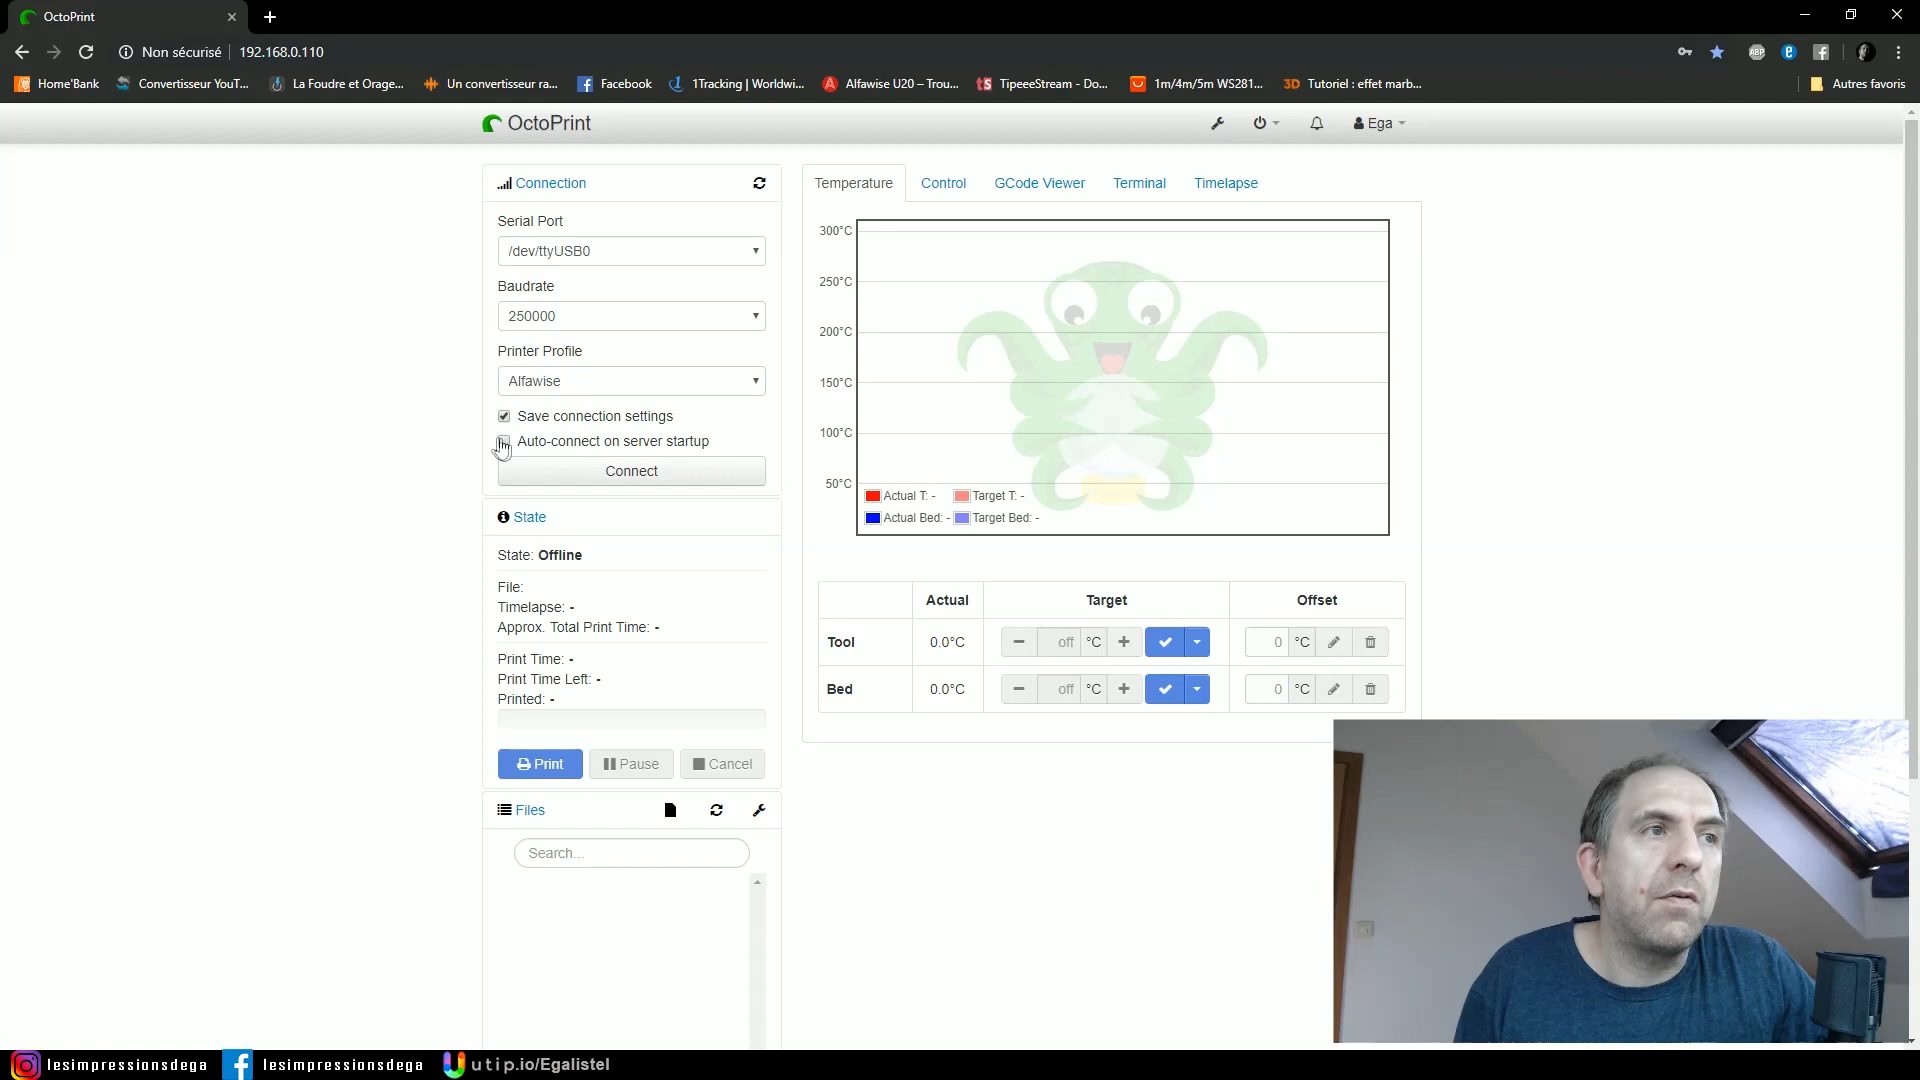 OctoPrint
Non sécurisé 192.168.0.110
ABP
Home'Bank
Convertisseur YouT...
La Foudre et Orage...
Un convertisseur ra...
Facebook
1Tracking | Worldwi...
Alfawise U20 – Trou...
TipeeeStream - Do...
1m/4m/5m WS281...
3D Tutoriel : effet marb...
Autres favoris
OctoPrint
Ega
Connection
Serial Port
/dev/ttyUSB0
Baudrate
250000
Printer Profile
Alfawise
Save connection settings
Auto-connect on server startup
Connect
State
State: Offline
File:
Timelapse: -
Approx. Total Print Time: -
Print Time: -
Print Time Left: -
Printed: -
Print Pause Cancel
Files
Search...
Temperature Control GCode Viewer Terminal Timelapse
300°C
250°C
200°C
150°C
100°C
50°C
Actual T: - Target T: -
Actual Bed: - Target Bed: -
Actual Target Offset
Tool 0.0°C off °C 0 °C
Bed 0.0°C off °C 0 °C
lesimpressionsdega lesimpressionsdega utip.io/Egalistel